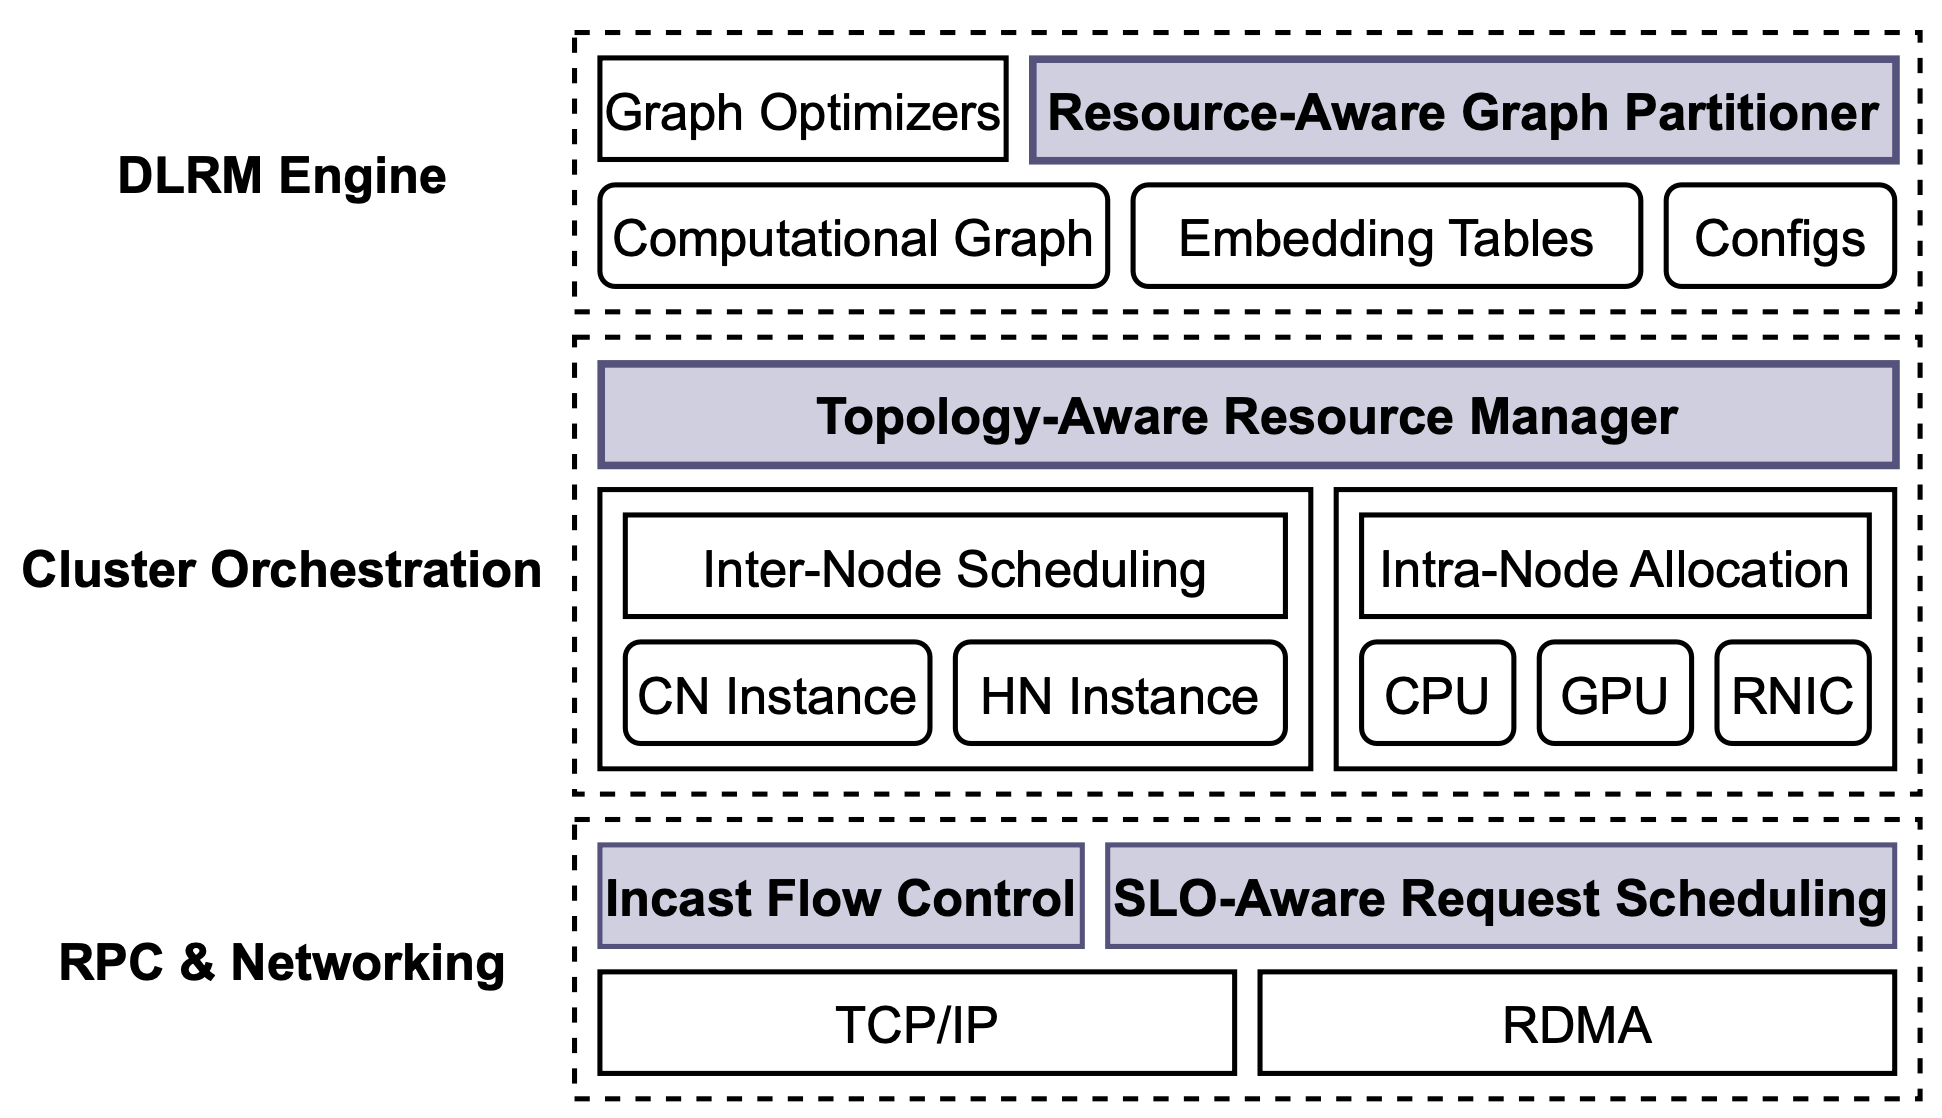 DLRM Engine
Graph Optimizers
Resource-Aware Graph Partitioner
Computational Graph
Embedding Tables
Configs
Cluster Orchestration
Topology-Aware Resource Manager
Inter-Node Scheduling
CN Instance
HN Instance
Intra-Node Allocation
CPU
GPU
RNIC
RPC & Networking
Incast Flow Control
SLO-Aware Request Scheduling
TCP/IP
RDMA